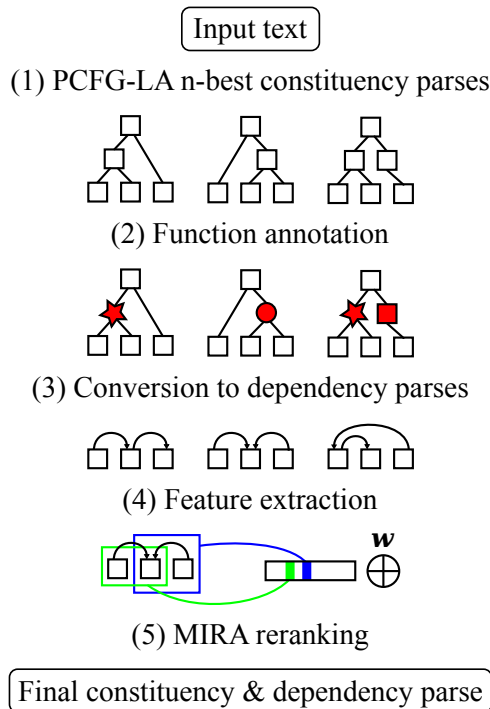 Input text
(1) PCFG-LA n-best constituency parses
(2) Function annotation
(3) Conversion to dependency parses
(4) Feature extraction
w
(5) MIRA reranking
Final constituency & dependency parse